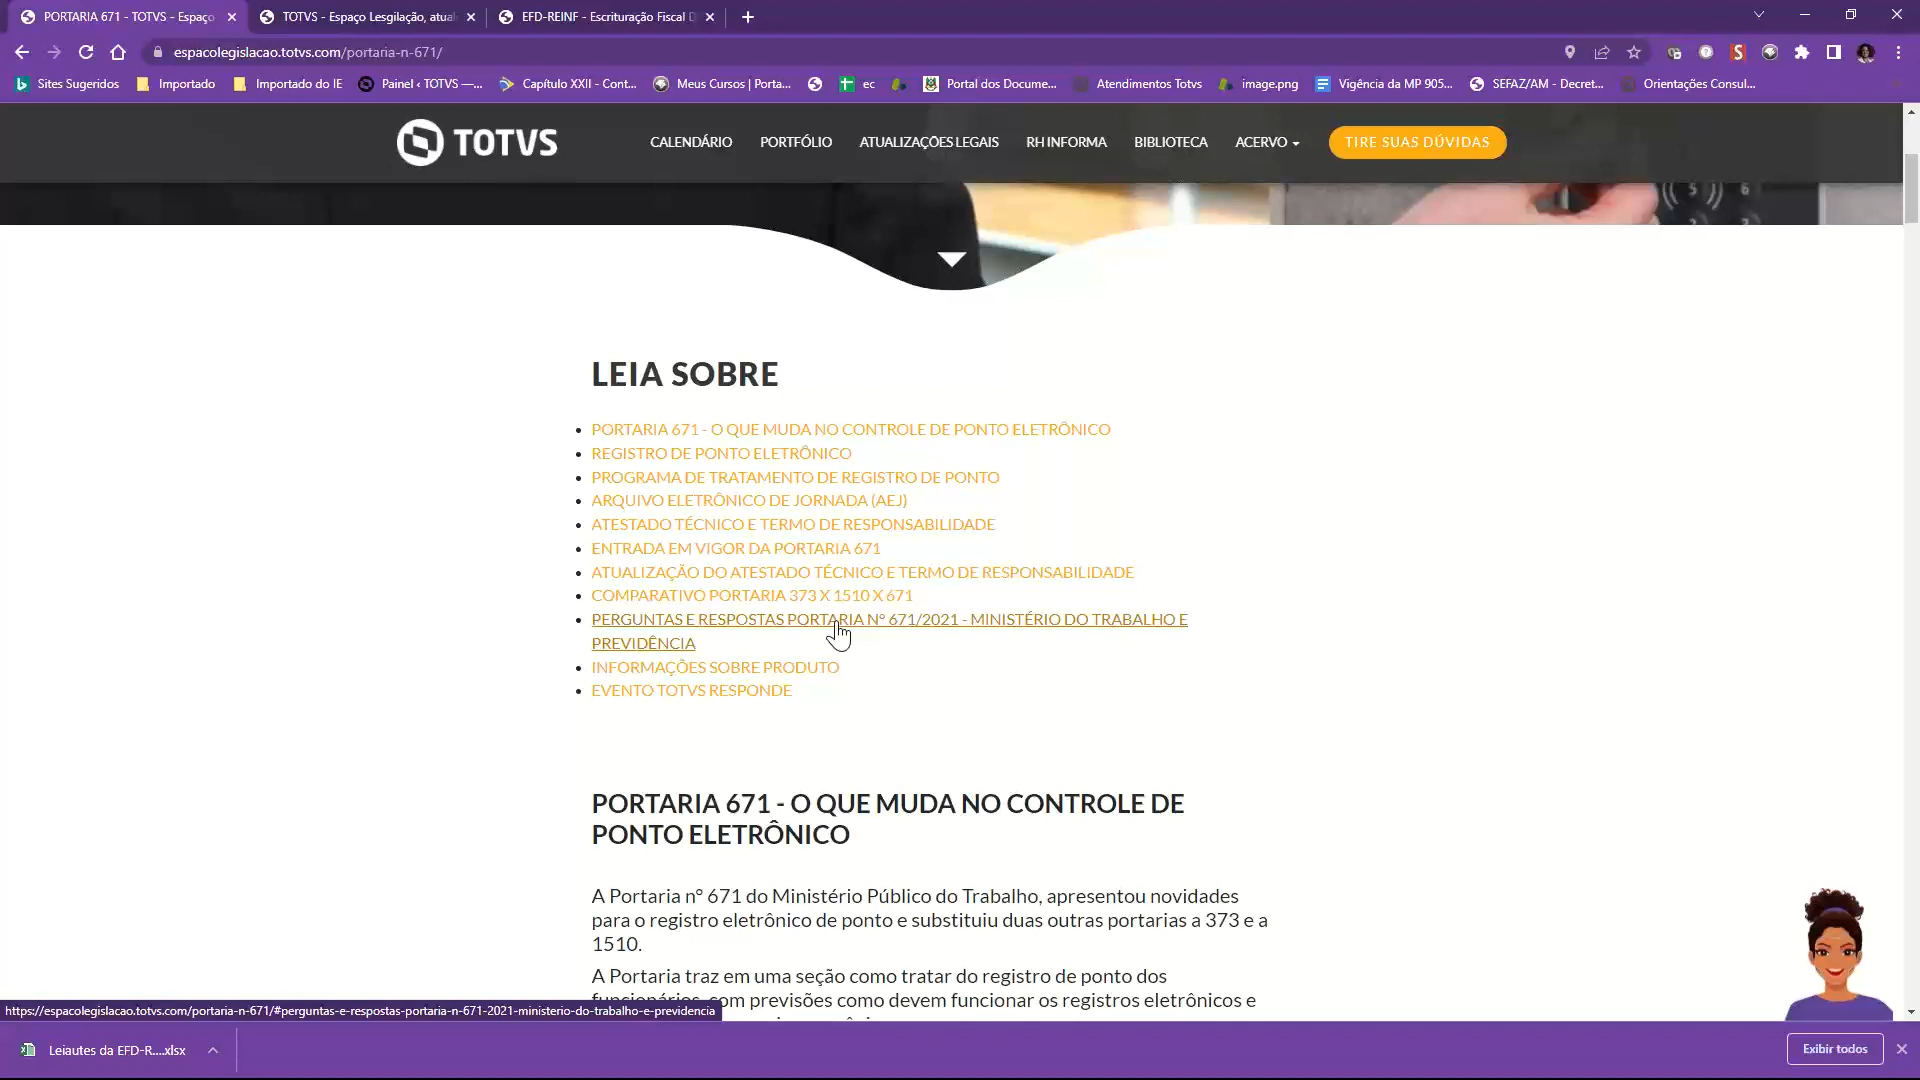 PORTARIA 671 - TOTVS - Espaço
TOTVS - Espaço Lesgilação, atual
EFD-REINF - Escrituração Fiscal D
espacolegislacao.totvs.com/portaria-n-671/
Sites Sugeridos
Importado
Importado do IE
Painel ‹ TOTVS —...
Capítulo XXII - Cont...
Meus Cursos | Porta...
ec
Portal dos Docume...
Atendimentos Totvs
image.png
Vigência da MP 905...
SEFAZ/AM - Decret...
Orientações Consul...
TOTVS
CALENDÁRIO
PORTFÓLIO
ATUALIZAÇÕES LEGAIS
RH INFORMA
BIBLIOTECA
ACERVO
TIRE SUAS DÚVIDAS
5
6
LEIA SOBRE
PORTARIA 671 - O QUE MUDA NO CONTROLE DE PONTO ELETRÔNICO
REGISTRO DE PONTO ELETRÔNICO
PROGRAMA DE TRATAMENTO DE REGISTRO DE PONTO
ARQUIVO ELETRÔNICO DE JORNADA (AEJ)
ATESTADO TÉCNICO E TERMO DE RESPONSABILIDADE
ENTRADA EM VIGOR DA PORTARIA 671
ATUALIZAÇÃO DO ATESTADO TÉCNICO E TERMO DE RESPONSABILIDADE
COMPARATIVO PORTARIA 373 X 1510 X 671
PERGUNTAS E RESPOSTAS PORTARIA Nº 671/2021 - MINISTÉRIO DO TRABALHO E
PREVIDÊNCIA
INFORMAÇÕES SOBRE PRODUTO
EVENTO TOTVS RESPONDE
PORTARIA 671 - O QUE MUDA NO CONTROLE DE
PONTO ELETRÔNICO
A Portaria nº 671 do Ministério Público do Trabalho, apresentou novidades
para o registro eletrônico de ponto e substituiu duas outras portarias a 373 e a
1510.
A Portaria traz em uma seção como tratar do registro de ponto dos
funcionários, com previsões como devem funcionar os registros eletrônicos e
https://espacolegislacao.totvs.com/portaria-n-671/#perguntas-e-respostas-portaria-n-671-2021-ministerio-do-trabalho-e-previdencia
Leiautes da EFD-R....xlsx
Exibir todos